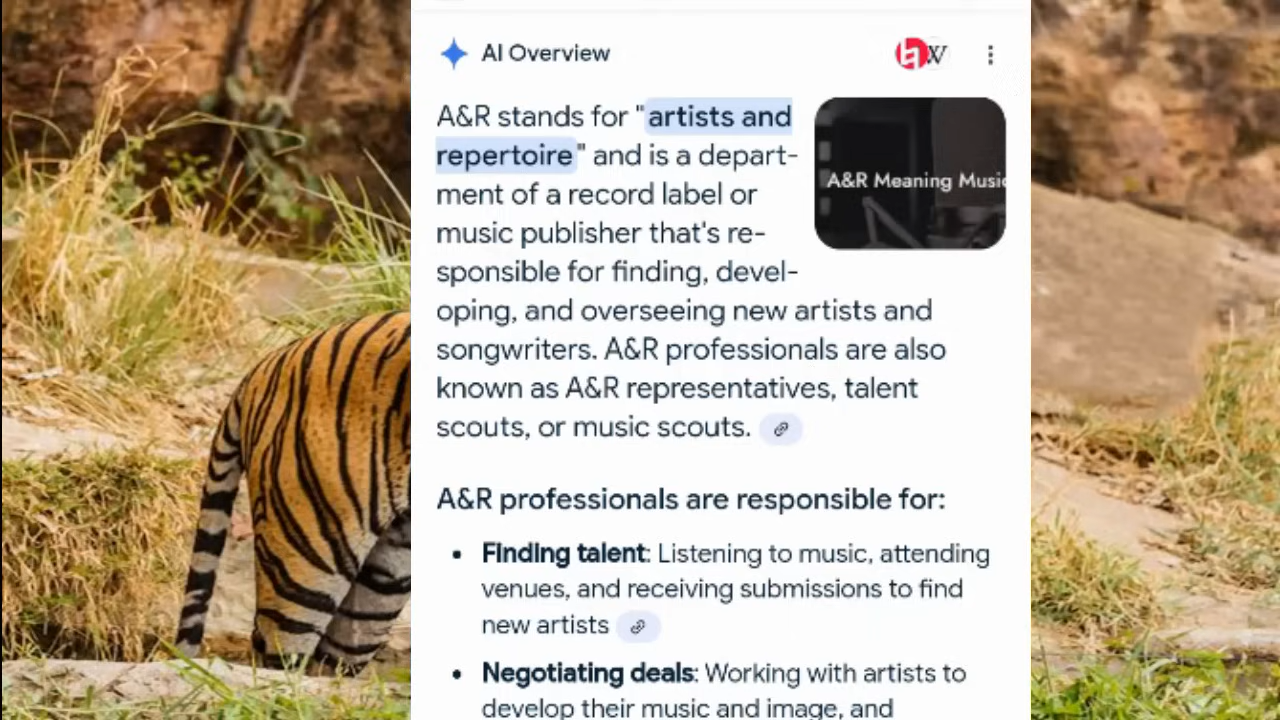 AI Overview
W
A&R stands for "artists and
repertoire" and is a depart-
ment of a record label or
music publisher that's re-
sponsible for finding, devel-
oping, and overseeing new artists and
songwriters. A&R professionals are also
known as A&R representatives, talent
scouts, or music scouts.
A&R Meaning Music
A&R professionals are responsible for:
• Finding talent: Listening to music, attending
venues, and receiving submissions to find
new artists
• Negotiating deals: Working with artists to
develop their music and image, and